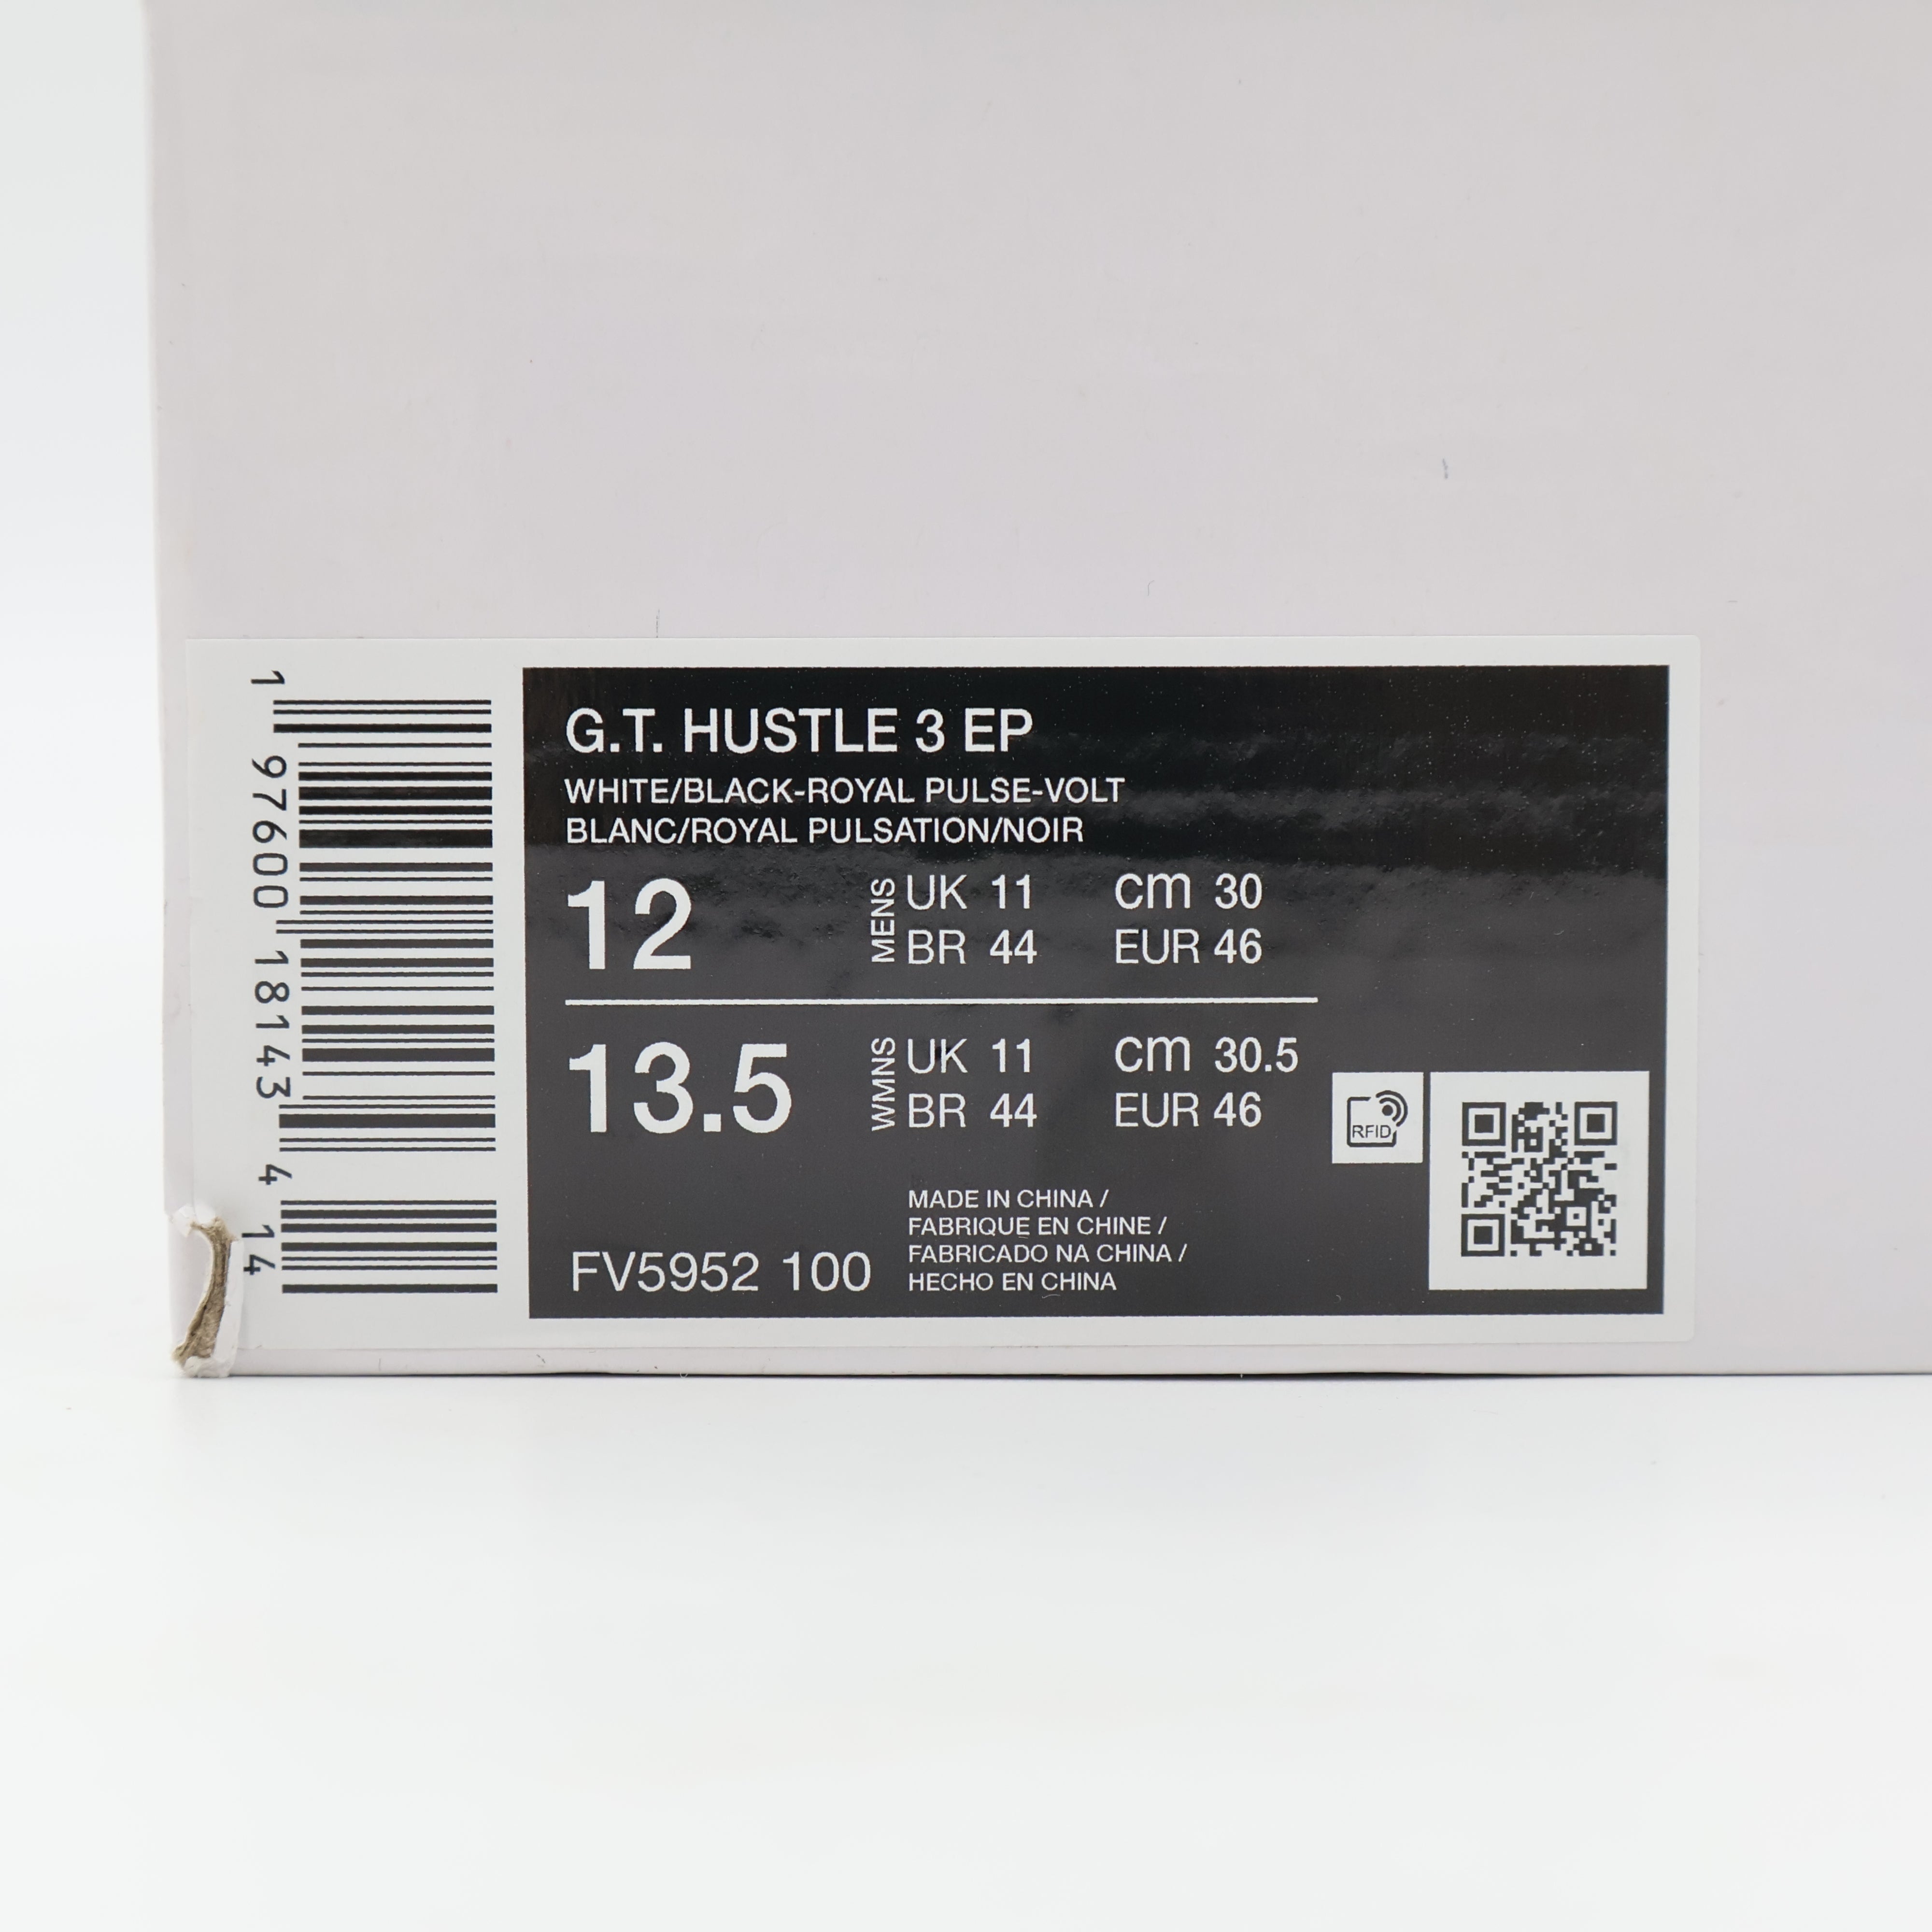 1 97600 18143 4 14
G.T. HUSTLE 3 EP
WHITE/BLACK-ROYAL PULSE-VOLT
BLANC/ROYAL PULSATION/NOIR
12 MENS UK 11 cm 30
BR 44 EUR 46
13.5 WMNS UK 11 cm 30.5
BR 44 EUR 46
RFID
MADE IN CHINA /
FABRIQUE EN CHINE /
FABRICADO NA CHINA /
HECHO EN CHINA
FV5952 100